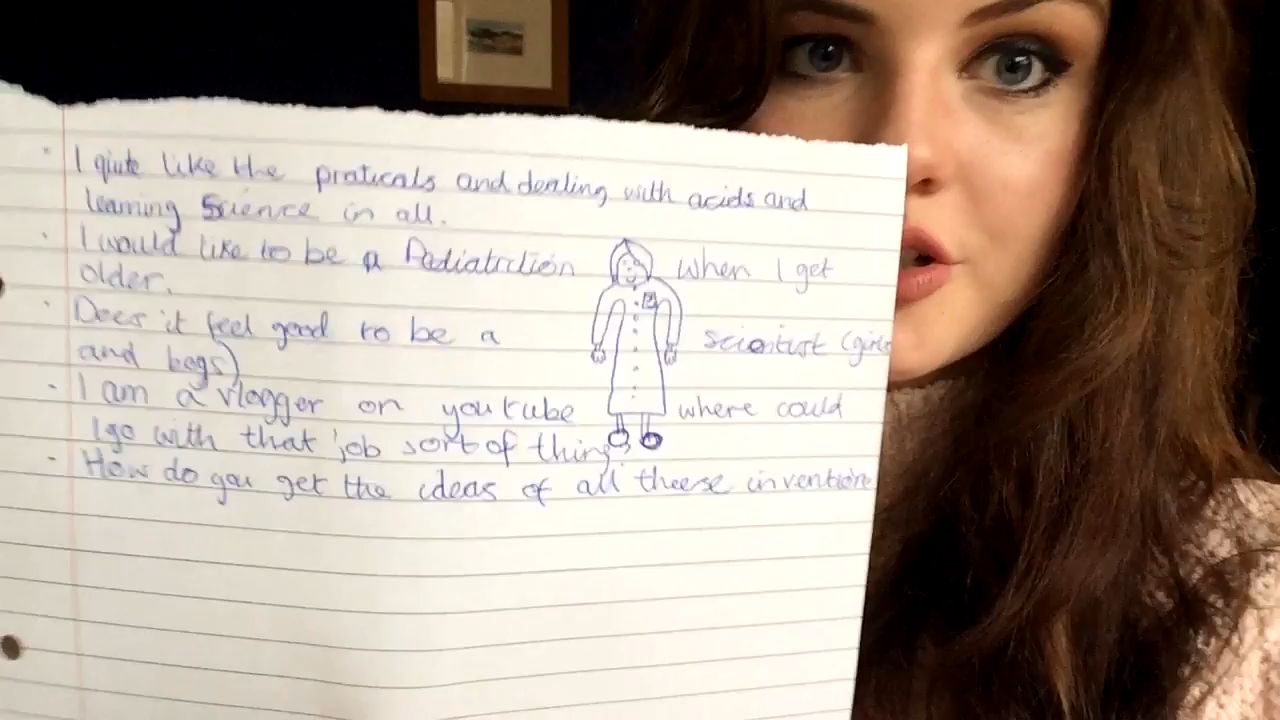 I qiute like the praticals and dealing with acids and
learning Science in all.
I would like to be a Padiatrition when I get
older.
Does it feel good to be a scientist (girls
and boys)
I am a vlogger on youtube where could
I go with that job sort of thing?
How do you get the ideas of all theese inventions